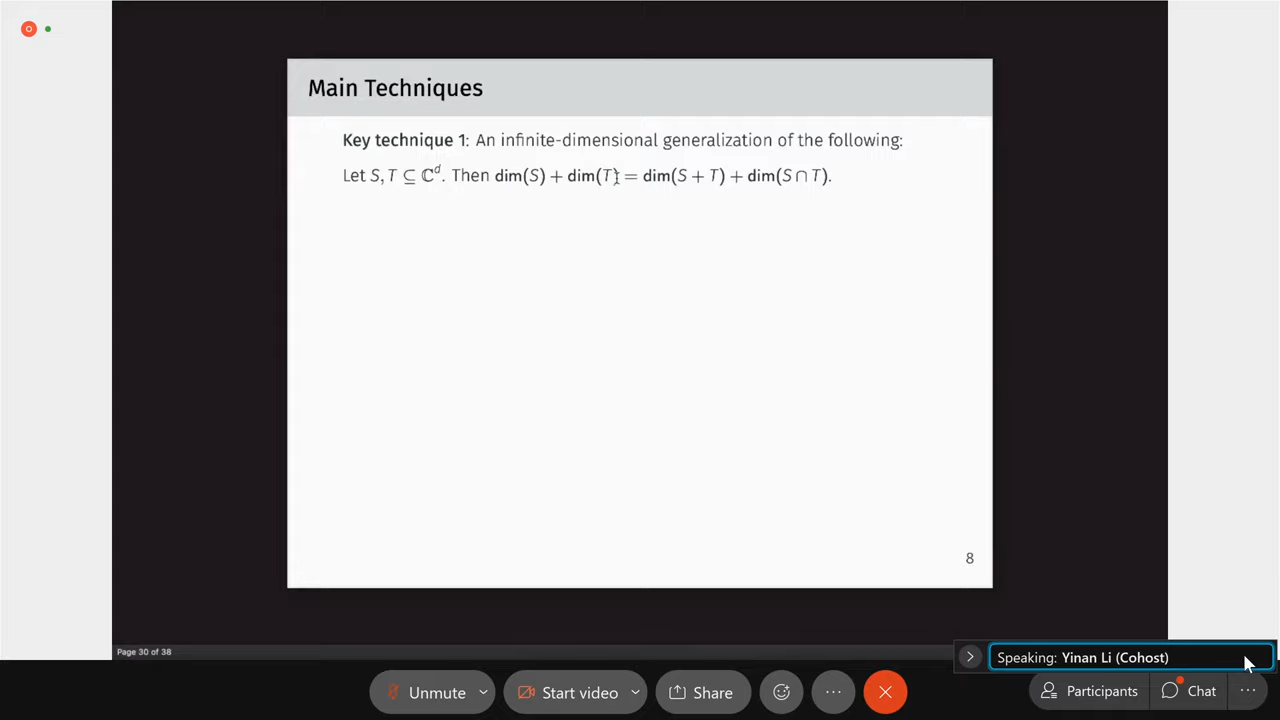 Main Techniques
Key technique 1: An infinite-dimensional generalization of the following:
Let S, T ⊆ ℂᵈ. Then dim(S) + dim(T) = dim(S + T) + dim(S ∩ T).
8
Page 30 of 38
Speaking: Yinan Li (Cohost)
Unmute
Start video
Share
Participants
Chat